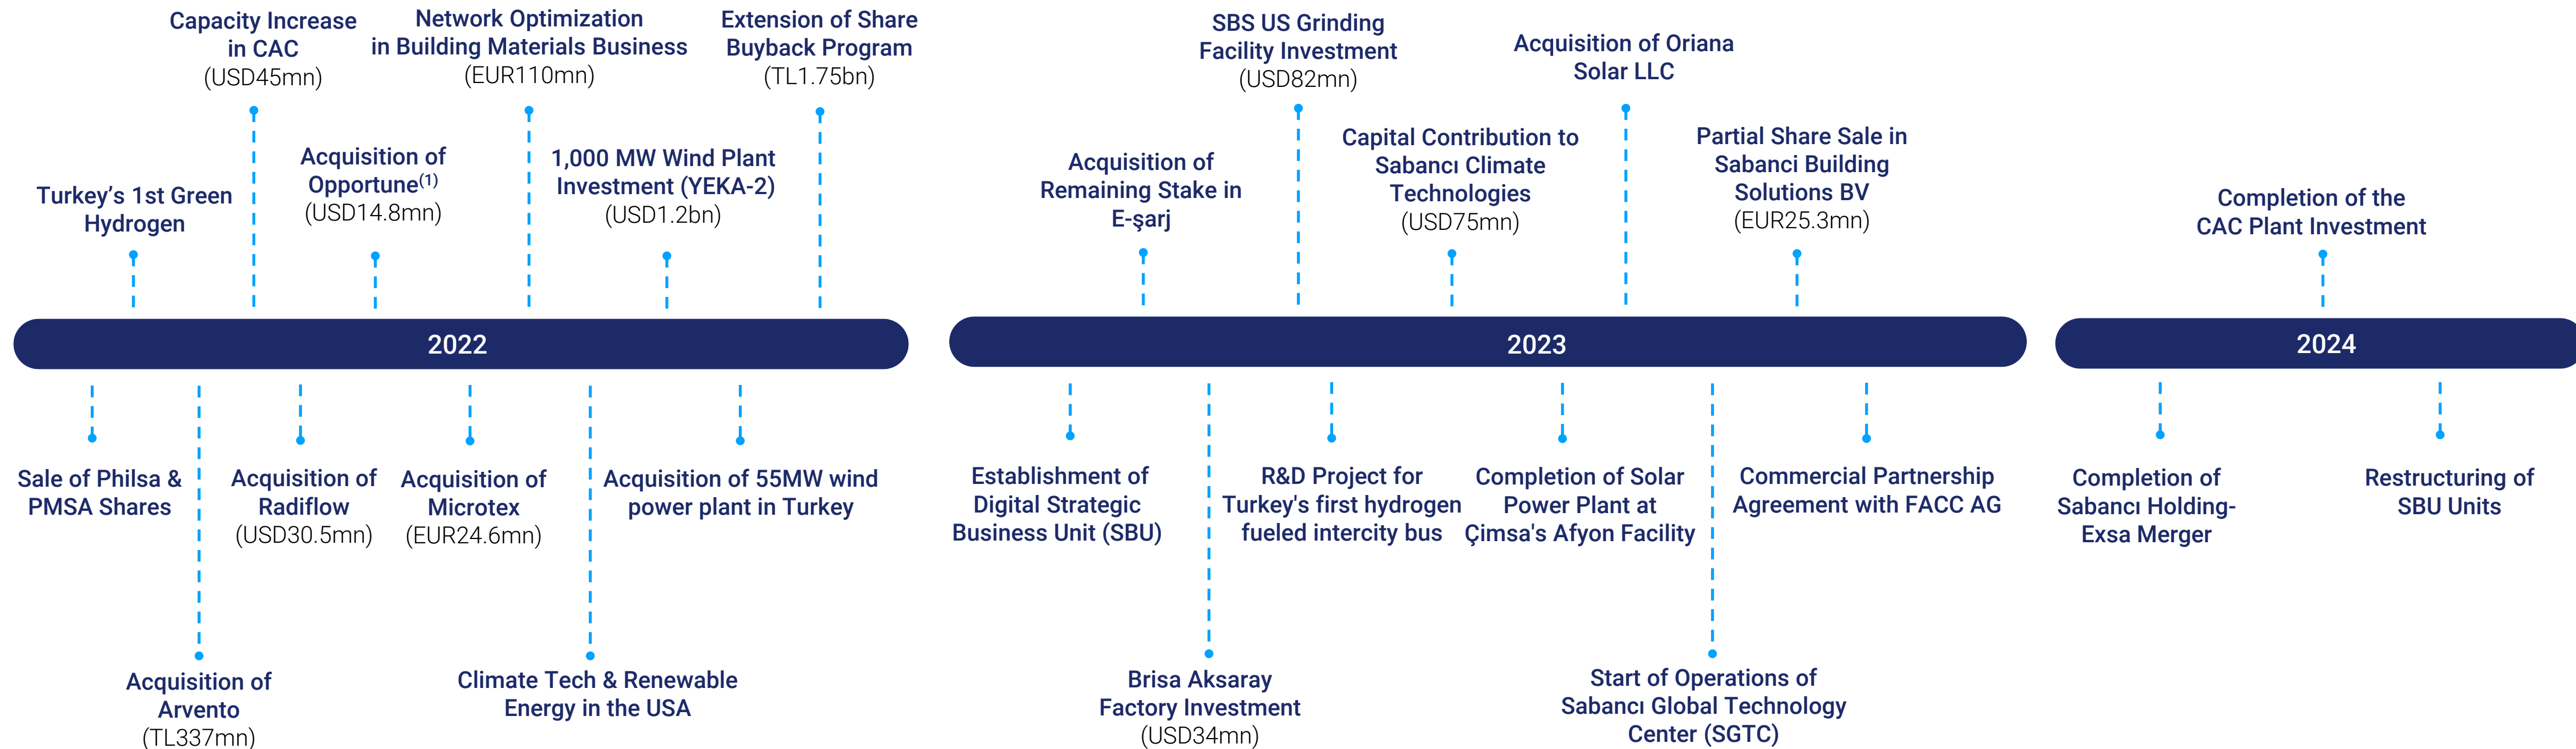 Turkey’s 1st Green
Hydrogen
Capacity Increase
in CAC
(USD45mn)
Acquisition of
Opportune(1)
(USD14.8mn)
Network Optimization
in Building Materials Business
(EUR110mn)
1,000 MW Wind Plant
Investment (YEKA-2)
(USD1.2bn)
Extension of Share
Buyback Program
(TL1.75bn)
2022
Sale of Philsa &
PMSA Shares
Acquisition of
Arvento
(TL337mn)
Acquisition of
Radiflow
(USD30.5mn)
Acquisition of
Microtex
(EUR24.6mn)
Climate Tech & Renewable
Energy in the USA
Acquisition of 55MW wind
power plant in Turkey
Acquisition of
Remaining Stake in
E-şarj
SBS US Grinding
Facility Investment
(USD82mn)
Capital Contribution to
Sabancı Climate
Technologies
(USD75mn)
Acquisition of Oriana
Solar LLC
Partial Share Sale in
Sabanci Building
Solutions BV
(EUR25.3mn)
2023
Establishment of
Digital Strategic
Business Unit (SBU)
Brisa Aksaray
Factory Investment
(USD34mn)
R&D Project for
Turkey's first hydrogen
fueled intercity bus
Completion of Solar
Power Plant at
Çimsa's Afyon Facility
Start of Operations of
Sabancı Global Technology
Center (SGTC)
Commercial Partnership
Agreement with FACC AG
Completion of the
CAC Plant Investment
2024
Completion of
Sabancı Holding-
Exsa Merger
Restructuring of
SBU Units